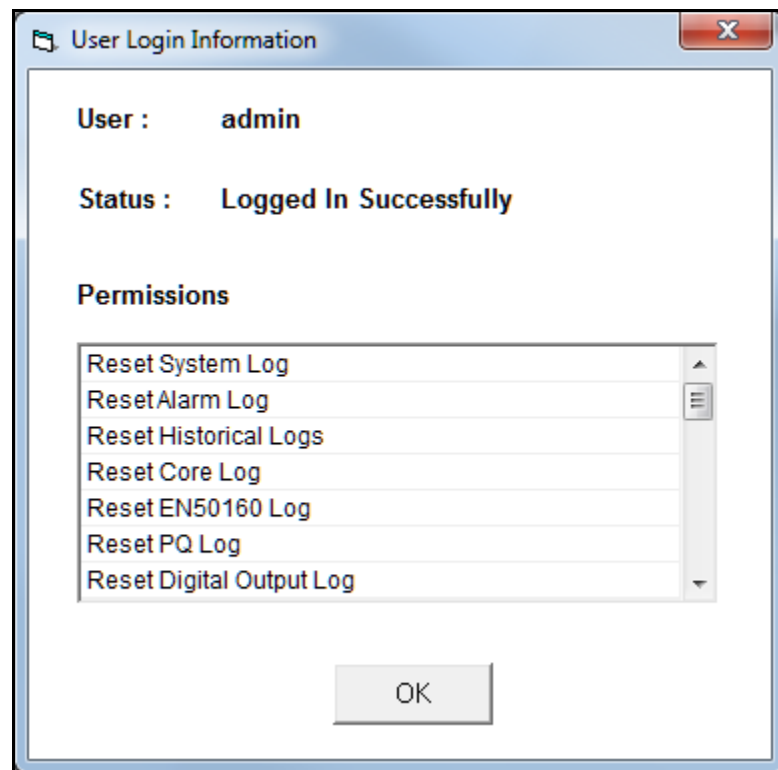 User Login Information
User : admin
Status : Logged In Successfully
Permissions
Reset System Log
Reset Alarm Log
Reset Historical Logs
Reset Core Log
Reset EN50160 Log
Reset PQ Log
Reset Digital Output Log
OK